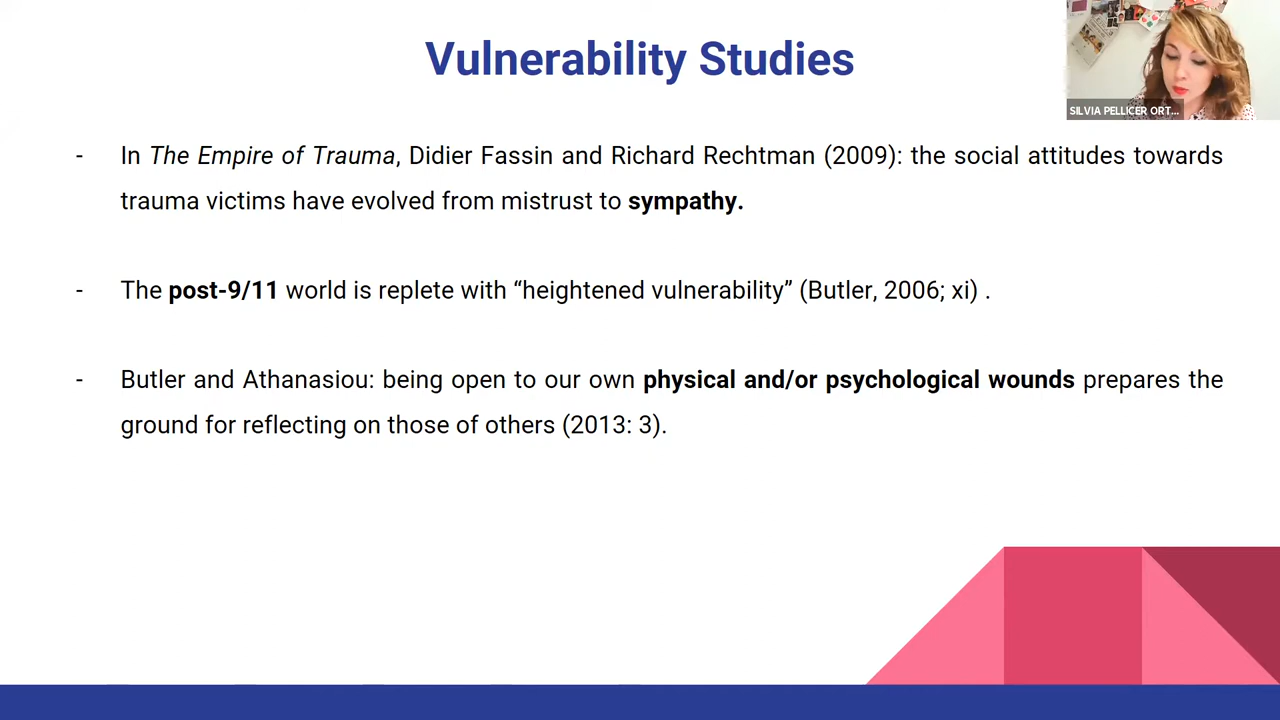 Vulnerability Studies
SILVIA PELLICER ORT...
- In The Empire of Trauma, Didier Fassin and Richard Rechtman (2009): the social attitudes towards
trauma victims have evolved from mistrust to sympathy.
- The post-9/11 world is replete with “heightened vulnerability” (Butler, 2006; xi) .
- Butler and Athanasiou: being open to our own physical and/or psychological wounds prepares the
ground for reflecting on those of others (2013: 3).